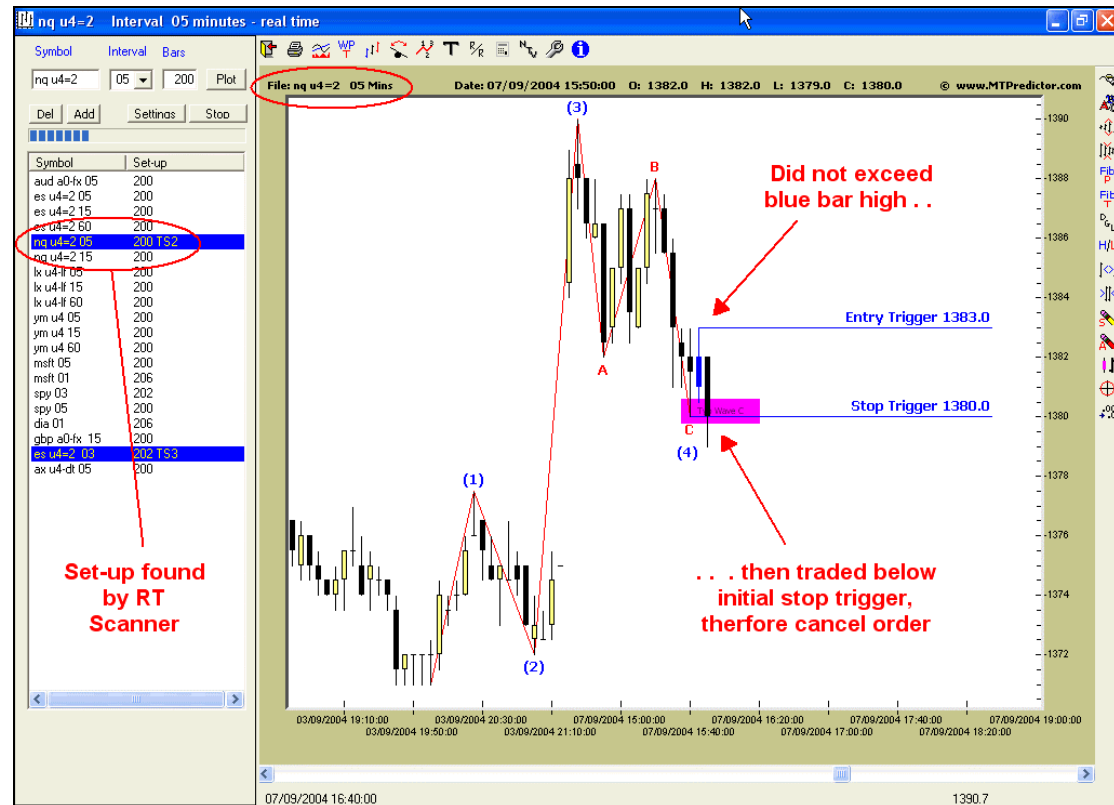 nq u4=2 Interval 05 minutes - real time
Symbol Interval Bars
nq u4=2 05 200 Plot
Del Add Settings Stop
Symbol Set-up
aud a0-fx 05 200
es u4=2 05 200
es u4=2 15 200
es u4=2 60 200
nq u4=2 05 200 TS2
nq u4=2 15 200
lx u4-lf 05 200
lx u4-lf 15 200
lx u4-lf 60 200
ym u4 05 200
ym u4 15 200
ym u4 60 200
msft 05 200
msft 01 206
spy 03 202
spy 05 200
dia 01 206
gbp a0-fx 15 200
es u4=2 03 202 TS3
ax u4-dt 05 200
Set-up found
by RT
Scanner
WP T R/R
File: nq u4=2 05 Mins Date: 07/09/2004 15:50:00 O: 1382.0 H: 1382.0 L: 1379.0 C: 1380.0 © www.MTPredictor.com
(3)
B
A
C
(4)
(1)
(2)
Did not exceed
blue bar high . .
Entry Trigger 1383.0
Stop Trigger 1380.0
Wave C
. . . then traded below
initial stop trigger,
therfore cancel order
1390
1388
1386
1384
1382
1380
1378
1376
1374
1372
03/09/2004 19:10:00 03/09/2004 20:30:00 07/09/2004 15:00:00 07/09/2004 16:20:00 07/09/2004 17:40:00 07/09/2004 19:00:00
03/09/2004 19:50:00 03/09/2004 21:10:00 07/09/2004 15:40:00 07/09/2004 17:00:00 07/09/2004 18:20:00
Fib P
Fib T
H/L
07/09/2004 16:40:00 1390.7